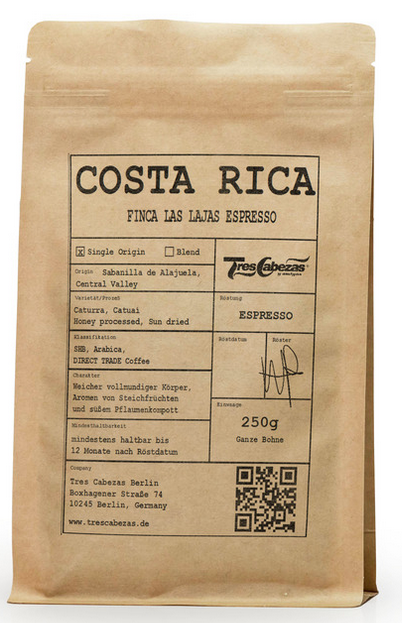 COSTA RICA
FINCA LAS LAJAS ESPRESSO
x Single Origin Blend
Origin Sabanilla de Alajuela,
Central Valley
Tres Cabezas
Varietät/Prozeß
Caturra, Catuai
Honey processed, Sun dried
Röstung
ESPRESSO
Klassifikation
SHB, Arabica,
DIRECT TRADE Coffee
Röstdatum
Röster
Charakter
Weicher vollmundiger Körper,
Aromen von Steichfrüchten
und süßem Pflaumenkompott
Einwaage
250g
Ganze Bohne
Mindesthaltbarkeit
mindestens haltbar bis
12 Monate nach Röstdatum
Company
Tres Cabezas Berlin
Boxhagener Straße 74
10245 Berlin, Germany
www.trescabezas.de